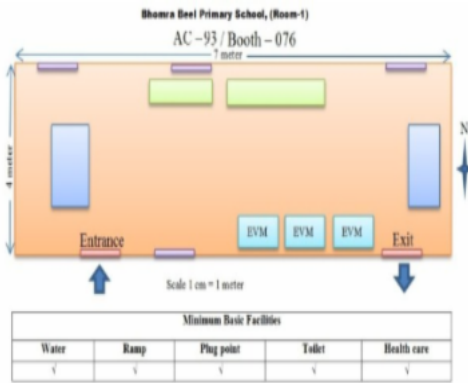 Bhomra Beel Primary School, (Room-1)
AC – 93 / Booth – 076
7 meter
4 meter
N
EVM EVM EVM
Entrance
Exit
Scale 1 cm = 1 meter
Minimum Basic Facilities
Water Ramp Plug point Toilet Health care
√ √ √ √ √